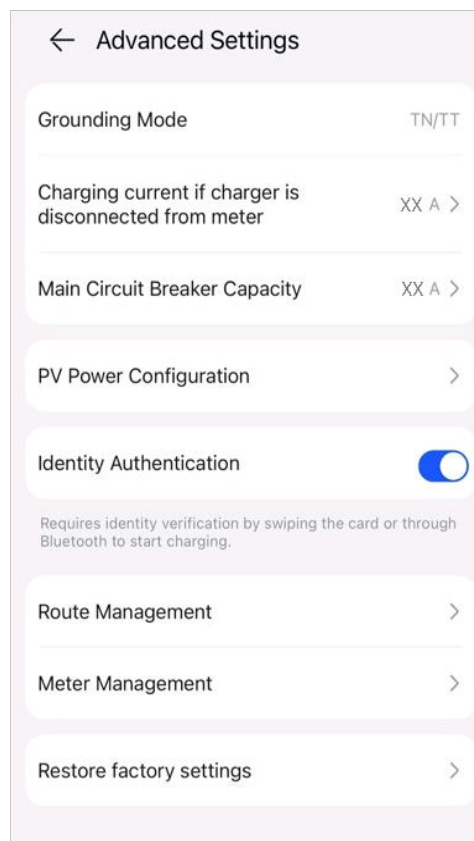 Advanced Settings
Grounding Mode TN/TT
Charging current if charger is
disconnected from meter XX A
Main Circuit Breaker Capacity XX A
PV Power Configuration
Identity Authentication
Requires identity verification by swiping the card or through
Bluetooth to start charging.
Route Management
Meter Management
Restore factory settings